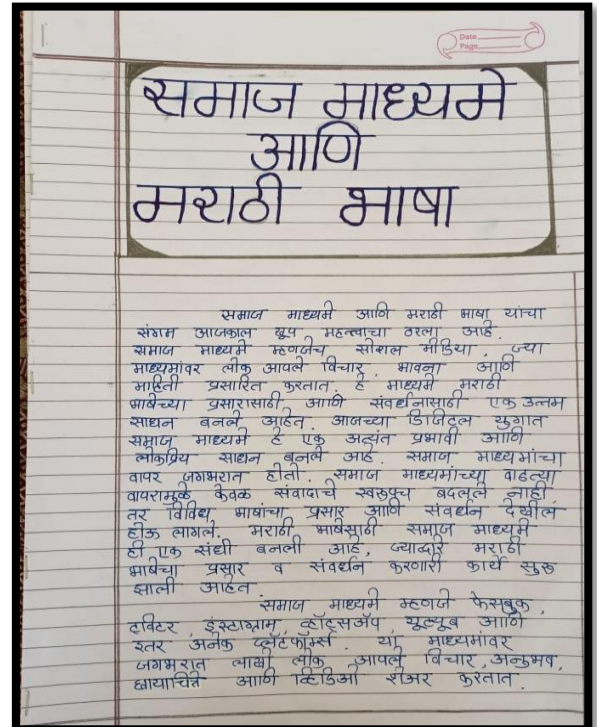 Date
Page
समाज माध्यमे
आणि
मराठी भाषा
समाज माध्यमे आणि मराठी भाषा यांचा
संगम आजकाल खूप महत्त्वाचा ठरला आहे.
समाज माध्यमे म्हणजेच सोशल मीडिया. ज्या
माध्यमांवर लोक आपले विचार, भावना आणि
माहिती प्रसारित करतात. हे माध्यमे मराठी
भाषेच्या प्रसारासाठी आणि संवर्धनासाठी एक उत्तम
साधन बनले आहेत. आजच्या डिजिटल युगात
समाज माध्यमे हे एक अत्यंत प्रभावी आणि
लोकप्रिय साधन बनले आहे. समाज माध्यमांचा
वापर जगभरात होतो. समाज माध्यमांच्या वाढत्या
वापरामुळे केवळ संवादाचे स्वरूपच बदलले नाही,
तर विविध भाषांचा प्रसार आणि संवर्धन देखील
होऊ लागले. मराठी भाषेसाठी समाज माध्यमे
ही एक संधी बनली आहे, ज्याद्वारे मराठी
भाषेचा प्रसार व संवर्धन करणारी कार्ये सुरू
झाली आहेत.
समाज माध्यमे म्हणजे फेसबुक,
ट्विटर, इंस्टाग्राम, व्हॉट्सअ‍ॅप, यूट्यूब आणि
इतर अनेक प्लॅटफॉर्म्स. या माध्यमांवर
जगभरात लाखो लोक आपले विचार, अनुभव,
छायाचित्रे आणि व्हिडिओ शेअर करतात.